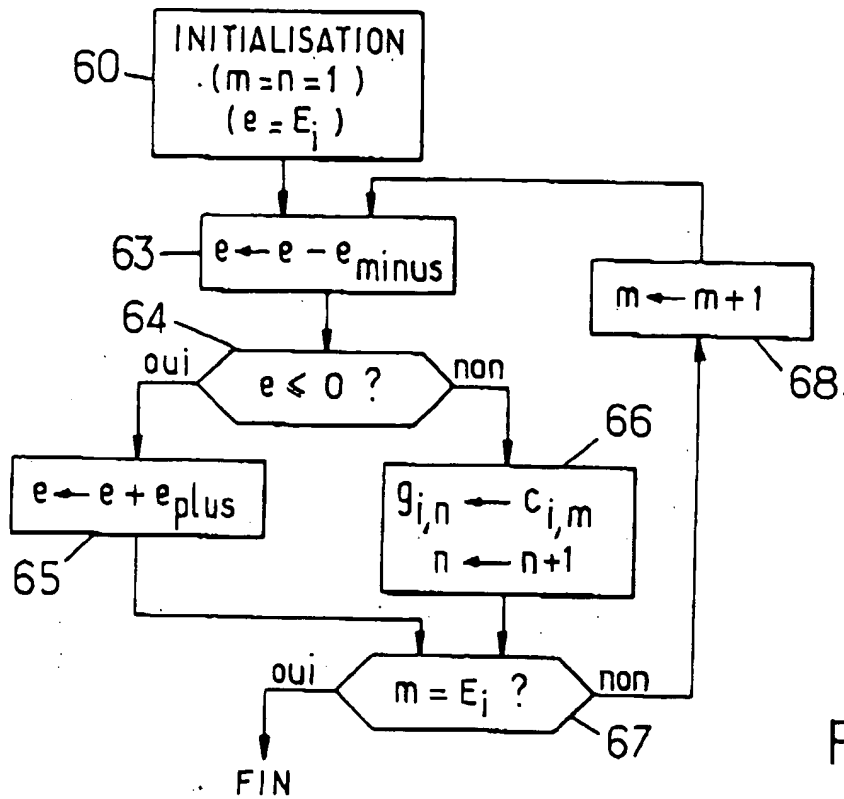 INITIALISATION
(m=n=1)
(e=E_i)
60
e ← e − e_minus
63
m ← m+1
68
64
oui
e ⩽ 0 ?
non
66
e ← e + e_plus
65
g_i,n ← c_i,m
n ← n+1
oui
m = E_i ?
non
67
FIN